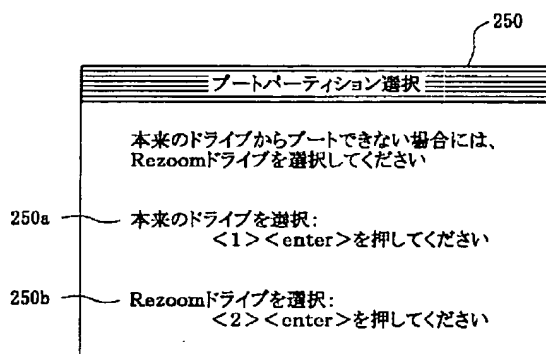 250
ブートパーティション選択
本来のドライブからブートできない場合には、
Rezoomドライブを選択してください
250a
本来のドライブを選択:
<1><enter>を押してください
250b
Rezoomドライブを選択:
<2><enter>を押してください